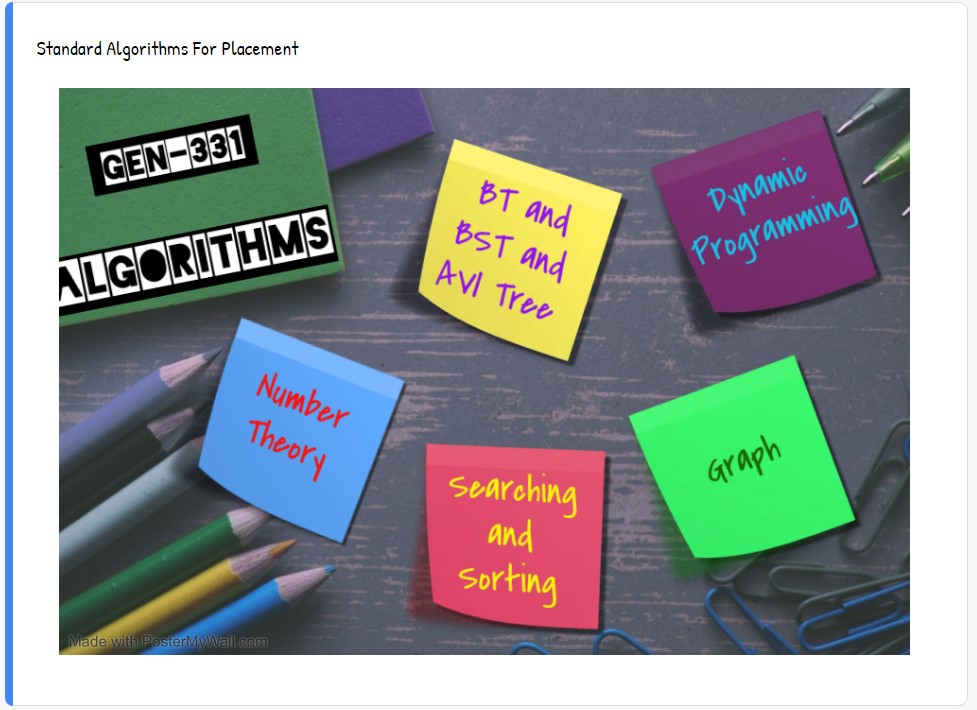 Standard Algorithms For Placement
GEN-331
ALGORITHMS
BT and
BST and
AVl Tree
Dynamic
Programming
Number
Theory
Searching
and
Sorting
Graph
Made with PosterMyWall.com